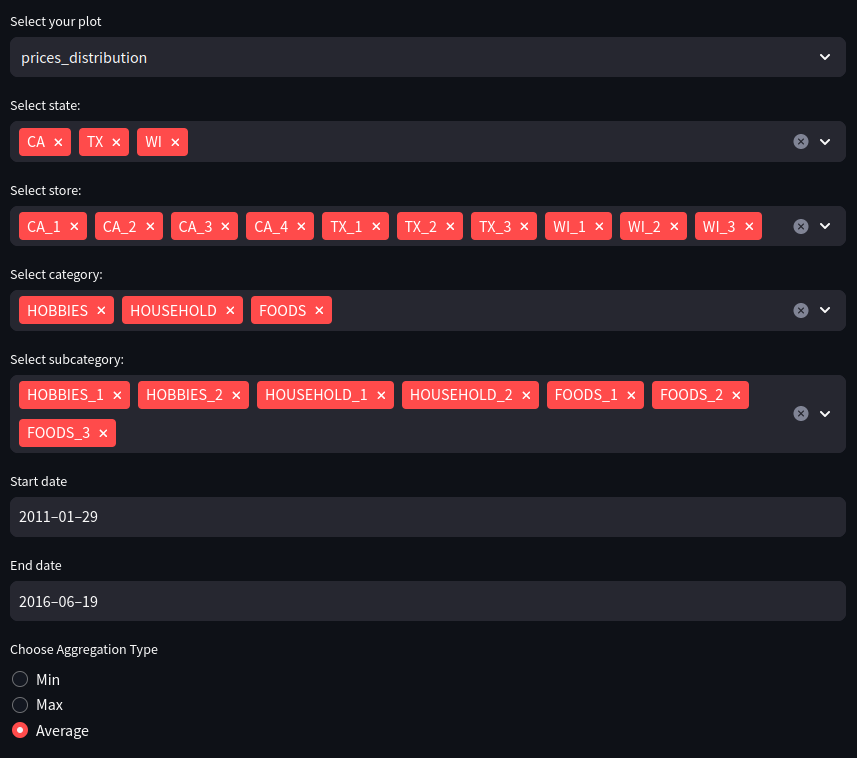 Select your plot
prices_distribution
Select state:
CA × TX × WI ×
Select store:
CA_1 × CA_2 × CA_3 × CA_4 × TX_1 × TX_2 × TX_3 × WI_1 × WI_2 × WI_3 ×
Select category:
HOBBIES × HOUSEHOLD × FOODS ×
Select subcategory:
HOBBIES_1 × HOBBIES_2 × HOUSEHOLD_1 × HOUSEHOLD_2 × FOODS_1 × FOODS_2 ×
FOODS_3 ×
Start date
2011–01–29
End date
2016–06–19
Choose Aggregation Type
Min
Max
Average